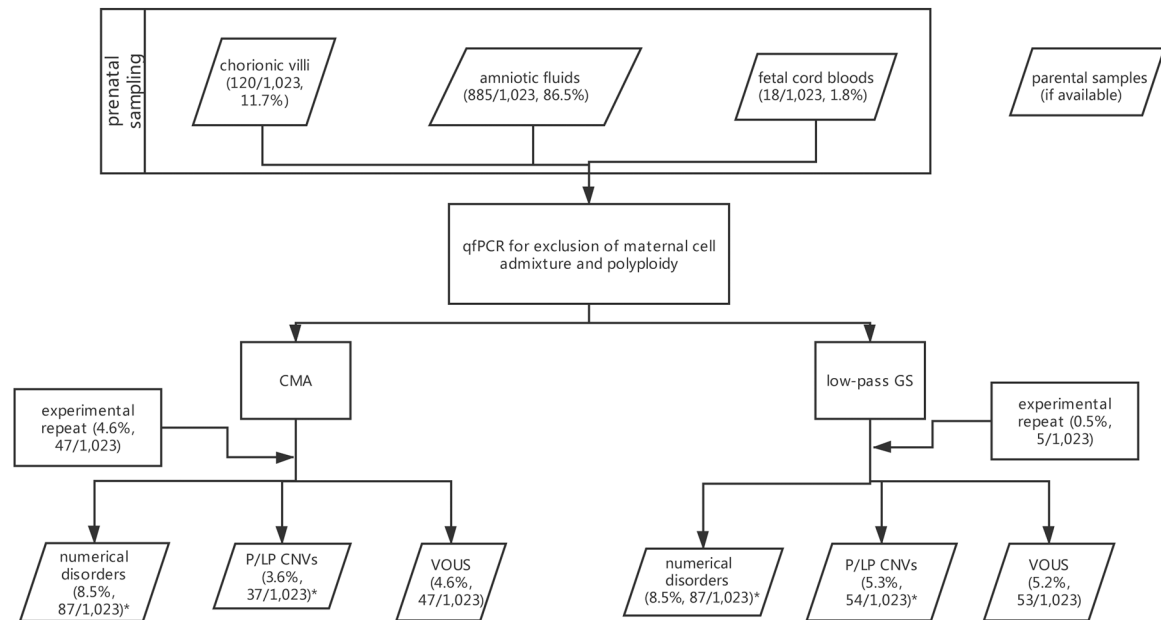 prenatal
sampling
chorionic villi
(120/1,023,
11.7%)
amniotic fluids
(885/1,023, 86.5%)
fetal cord bloods
(18/1,023, 1.8%)
parental samples
(if available)
qfPCR for exclusion of maternal cell
admixture and polyploidy
CMA
low-pass GS
experimental
repeat (4.6%,
47/1,023)
experimental
repeat (0.5%,
5/1,023)
numerical
disorders
(8.5%,
87/1,023)*
P/LP CNVs
(3.6%,
37/1,023)*
VOUS
(4.6%,
47/1,023)
numerical
disorders
(8.5%, 87/1,023)*
P/LP CNVs
(5.3%,
54/1,023)*
VOUS
(5.2%,
53/1,023)